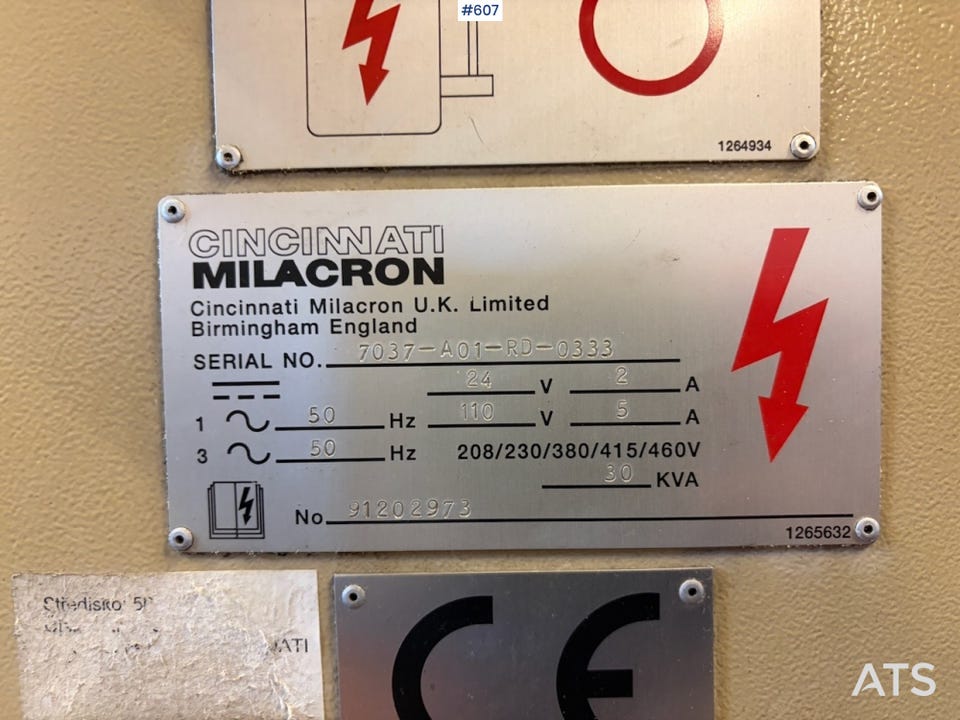 #607
1264934
CINCINNATI
MILACRON
Cincinnati Milacron U.K. Limited
Birmingham England
SERIAL NO. 7037-A01-RD-0333
24 V 2 A
1 50 Hz 110 V 5 A
3 50 Hz 208/230/380/415/460V
30 KVA
No. 91202973
1265632
Středisko: 
CE
ATS